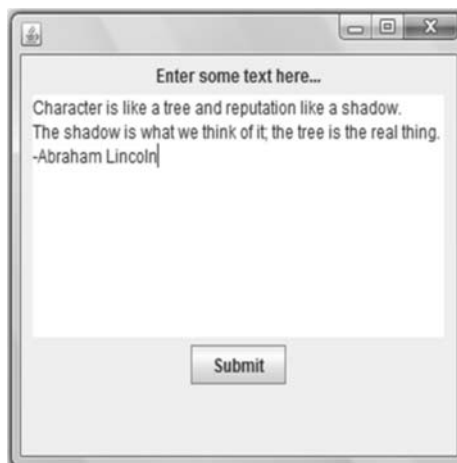 Enter some text here...
Character is like a tree and reputation like a shadow.
The shadow is what we think of it; the tree is the real thing.
-Abraham Lincoln
Submit